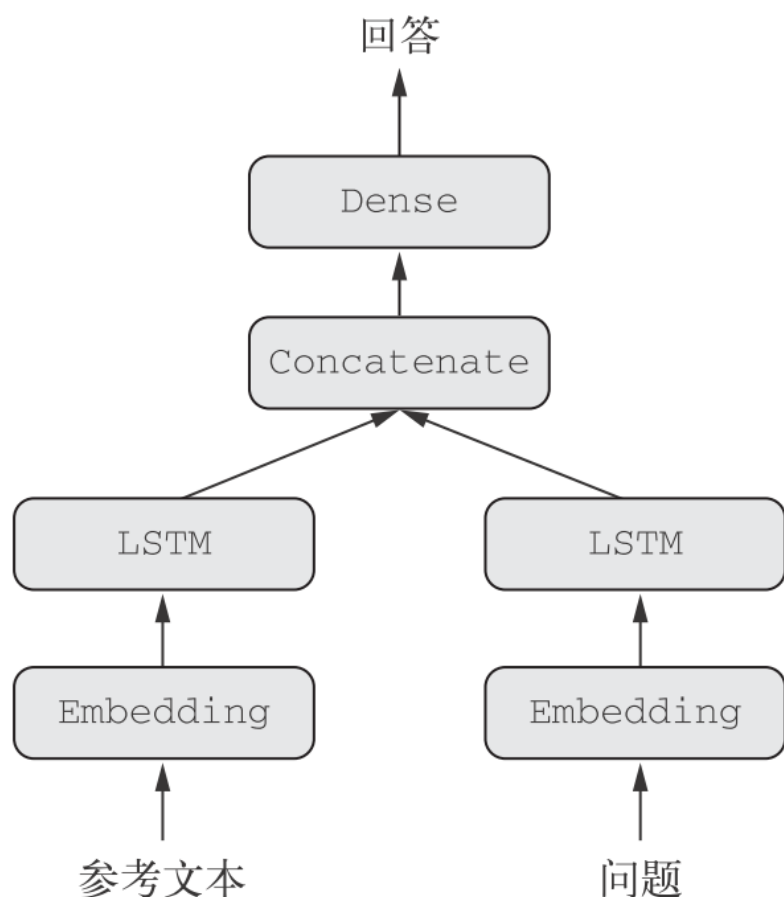 回答
Dense
Concatenate
LSTM LSTM
Embedding Embedding
参考文本 问题